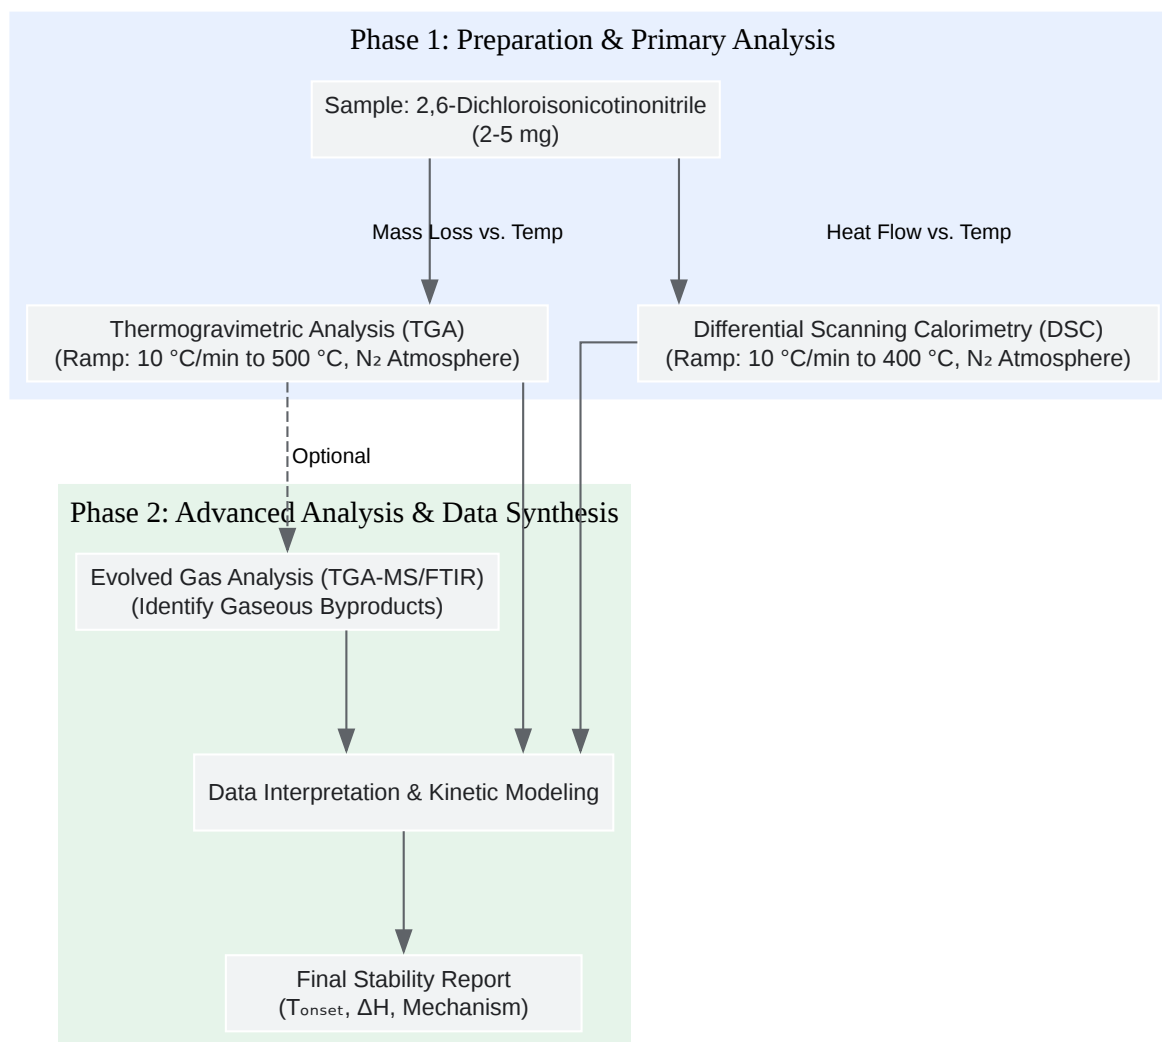 Phase 1: Preparation & Primary Analysis
Sample: 2,6-Dichloroisonicotinonitrile
(2-5 mg)
Mass Loss vs. Temp
Heat Flow vs. Temp
Thermogravimetric Analysis (TGA)
(Ramp: 10 °C/min to 500 °C, N₂ Atmosphere)
Differential Scanning Calorimetry (DSC)
(Ramp: 10 °C/min to 400 °C, N₂ Atmosphere)
Optional
Phase 2: Advanced Analysis & Data Synthesis
Evolved Gas Analysis (TGA-MS/FTIR)
(Identify Gaseous Byproducts)
Data Interpretation & Kinetic Modeling
Final Stability Report
(Tₒₙₛₑₜ, ΔH, Mechanism)